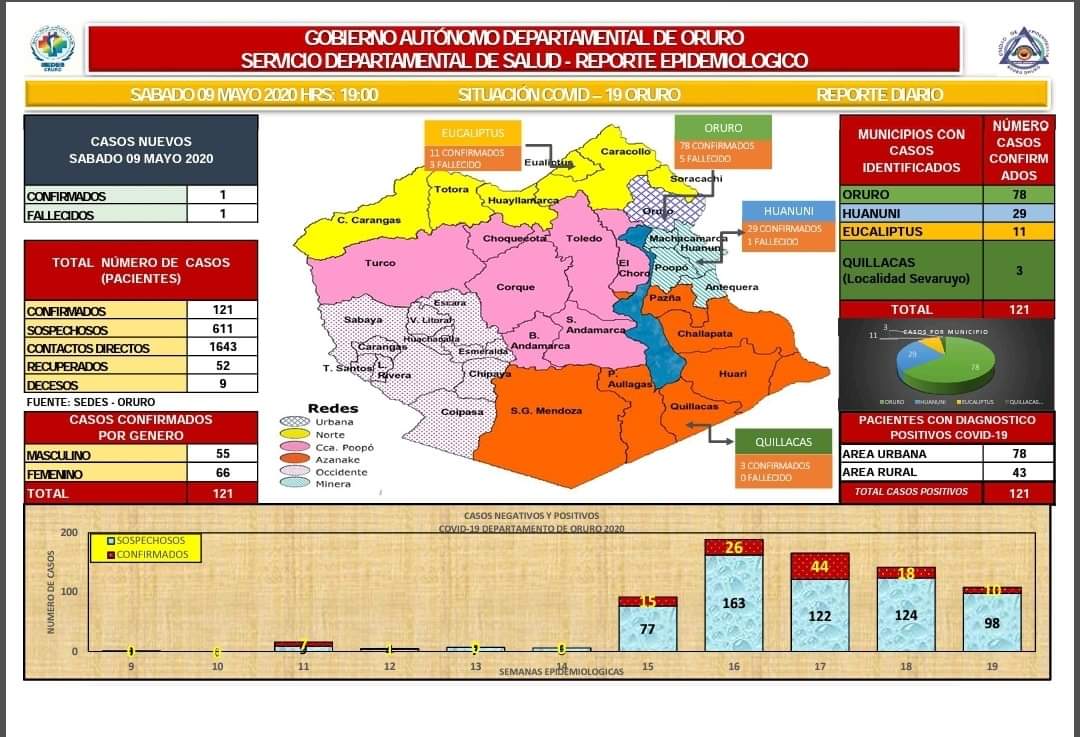 GOBIERNO AUTÓNOMO DEPARTAMENTAL DE ORURO
SERVICIO DEPARTAMENTAL DE SALUD - REPORTE EPIDEMIOLOGICO
SABADO 09 MAYO 2020 HRS: 19:00 SITUACIÓN COVID – 19 ORURO REPORTE DIARIO
CASOS NUEVOS
SABADO 09 MAYO 2020
CONFIRMADOS 1
FALLECIDOS 1
TOTAL NÚMERO DE CASOS
(PACIENTES)
CONFIRMADOS 121
SOSPECHOSOS 611
CONTACTOS DIRECTOS 1643
RECUPERADOS 52
DECESOS 9
FUENTE: SEDES - ORURO
CASOS CONFIRMADOS
POR GENERO
MASCULINO 55
FEMENINO 66
TOTAL 121
EUCALIPTUS
11 CONFIRMADOS
3 FALLECIDO
ORURO
78 CONFIRMADOS
5 FALLECIDO
HUANUNI
29 CONFIRMADOS
1 FALLECIDO
QUILLACAS
3 CONFIRMADOS
0 FALLECIDO
Caracollo
Eualiptus
Soracachi
Totora
Huayllamarca
Oruro
C. Carangas
Choquecota
Toledo
Machacamarca
Huanuni
Turco
El
Choro
Poopó
Corque
Antequera
Pazña
Escara
Sabaya
V. Litoral
S.
Andamarca
Challapata
Huachacalla
B.
Andamarca
Carangas
Esmeralda
T. Santos
L.
Rivera
Chipaya
P.
Aullagas
Huari
Coipasa
S.G. Mendoza
Quillacas
Redes
Urbana
Norte
Cca. Poopó
Azanake
Occidente
Minera
MUNICIPIOS CON
CASOS
IDENTIFICADOS
NÚMERO
CASOS
CONFIRM
ADOS
ORURO 78
HUANUNI 29
EUCALIPTUS 11
QUILLACAS
(Localidad Sevaruyo) 3
TOTAL 121
CASOS POR MUNICIPIO
3
11
29
78
ORURO HUANUNI EUCALIPTUS QUILLACAS...
PACIENTES CON DIAGNOSTICO
POSITIVOS COVID-19
AREA URBANA 78
AREA RURAL 43
TOTAL CASOS POSITIVOS 121
CASOS NEGATIVOS Y POSITIVOS
COVID-19 DEPARTAMENTO DE ORURO 2020
SOSPECHOSOS
CONFIRMADOS
NUMERO DE CASOS
200
100
0
7
15
77
26
163
44
122
18
124
10
98
9 10 11 12 13 14 15 16 17 18 19
SEMANAS EPIDEMIOLOGICAS